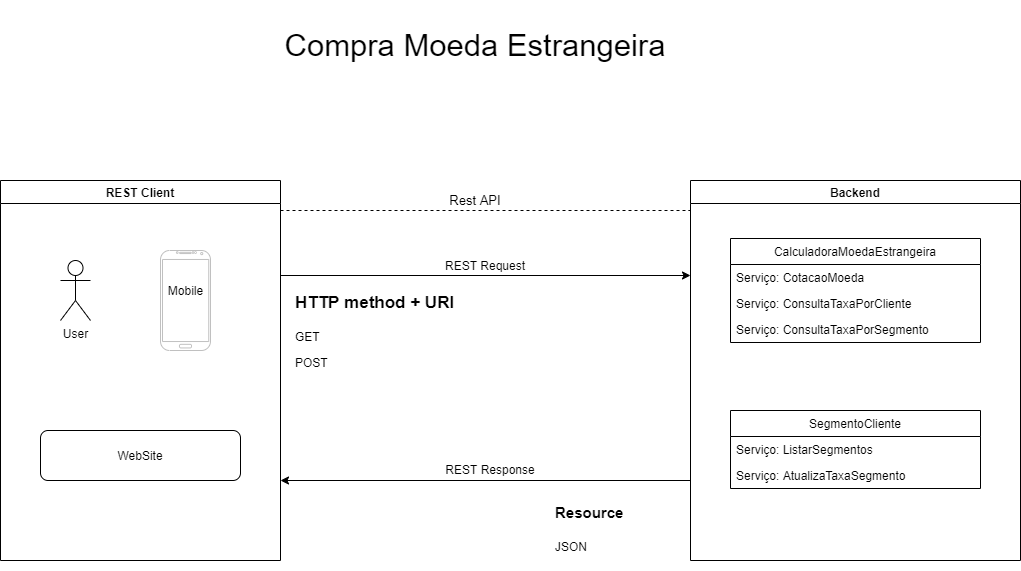 Compra Moeda Estrangeira
REST Client
Rest API
Backend
User
Mobile
WebSite
REST Request
HTTP method + URI
GET
POST
CalculadoraMoedaEstrangeira
Serviço: CotacaoMoeda
Serviço: ConsultaTaxaPorCliente
Serviço: ConsultaTaxaPorSegmento
SegmentoCliente
Serviço: ListarSegmentos
Serviço: AtualizaTaxaSegmento
REST Response
Resource
JSON